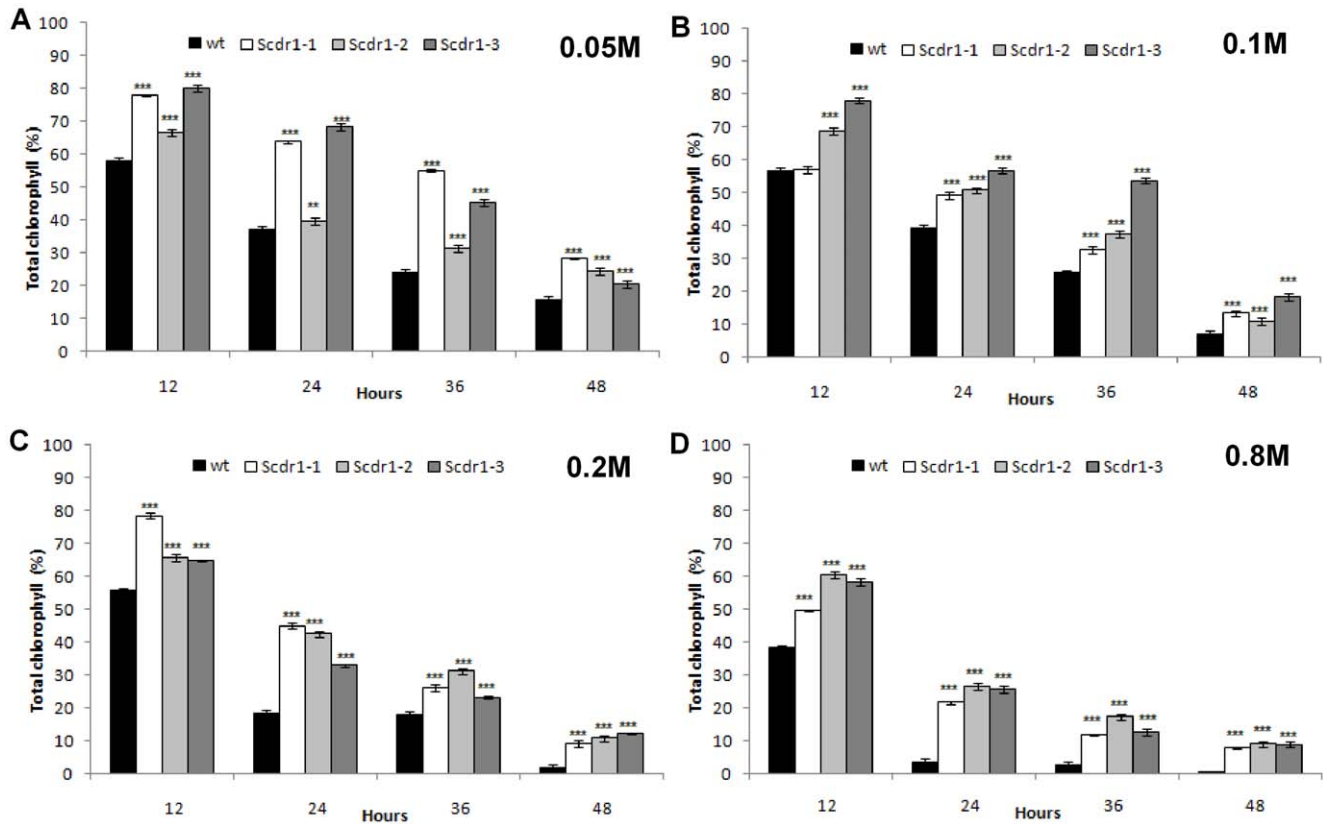 A
0.05M
wt Scdr1-1 Scdr1-2 Scdr1-3
Total chlorophyll (%)
100
90
80
70
60
50
40
30
20
10
0
*** *** ***
*** ** ***
*** *** ***
*** *** ***
12 24 36 48
Hours
B
0.1M
wt Scdr1-1 Scdr1-2 Scdr1-3
Total chlorophyll (%)
100
90
80
70
60
50
40
30
20
10
0
*** ***
*** *** ***
*** *** ***
*** *** ***
12 24 36 48
Hours
C
0.2M
wt Scdr1-1 Scdr1-2 Scdr1-3
Total chlorophyll (%)
100
90
80
70
60
50
40
30
20
10
0
*** *** ***
*** *** ***
*** *** ***
*** *** ***
12 24 36 48
Hours
D
0.8M
wt Scdr1-1 Scdr1-2 Scdr1-3
Total chlorophyll (%)
100
90
80
70
60
50
40
30
20
10
0
*** *** ***
*** *** ***
*** *** ***
*** *** ***
12 24 36 48
Hours